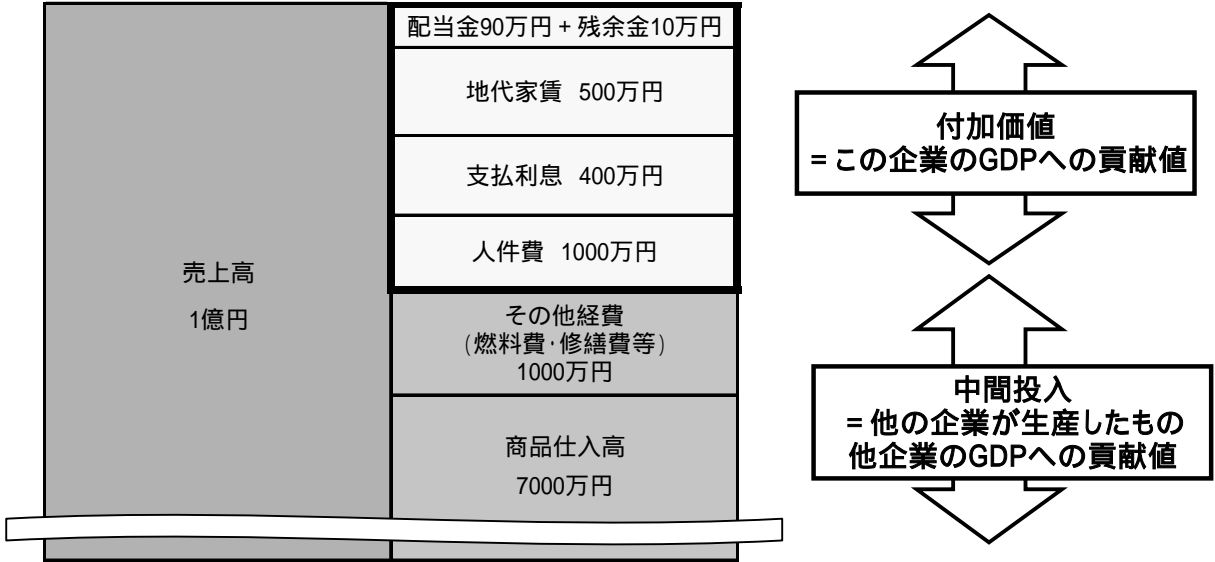 売上高
1億円
配当金90万円+残余金10万円
地代家賃 500万円
支払利息 400万円
人件費 1000万円
その他経費
(燃料費・修繕費等)
1000万円
商品仕入高
7000万円
付加価値
=この企業のGDPへの貢献値
中間投入
=他の企業が生産したもの
他企業のGDPへの貢献値